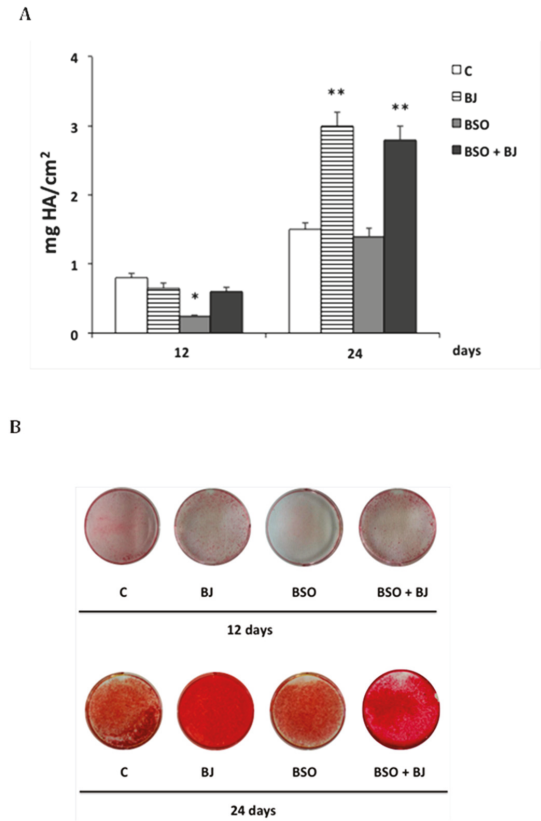 A
4
3
2
1
0
mg HA/cm²
*
**
**
12
24
days
C
BJ
BSO
BSO + BJ
B
C BJ BSO BSO + BJ
12 days
C BJ BSO BSO + BJ
24 days